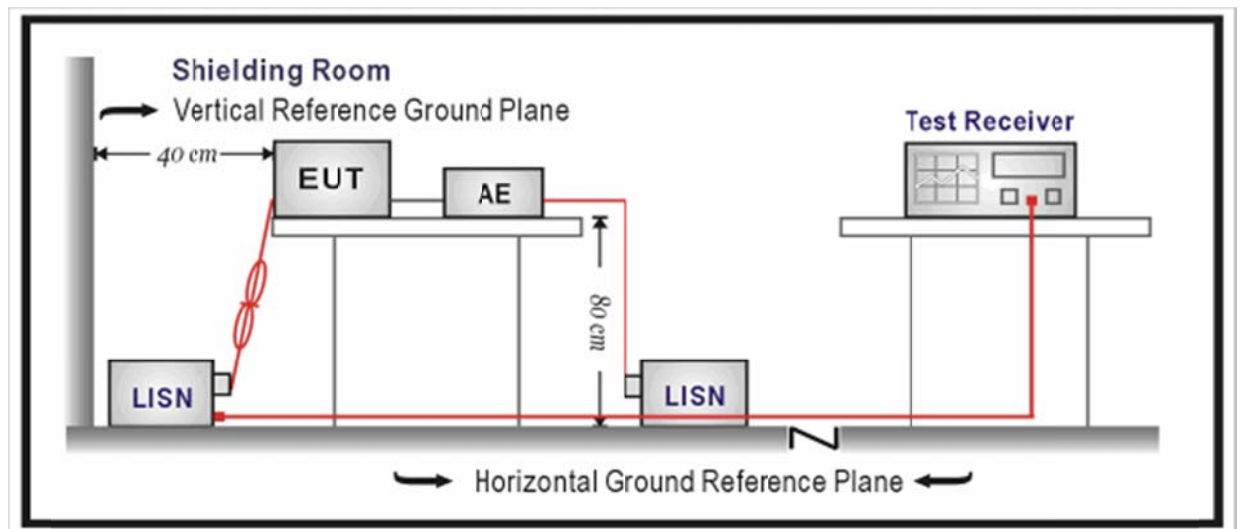 Shielding Room
Vertical Reference Ground Plane
Test Receiver
40 cm
EUT
AE
80 cm
LISN
LISN
Horizontal Ground Reference Plane